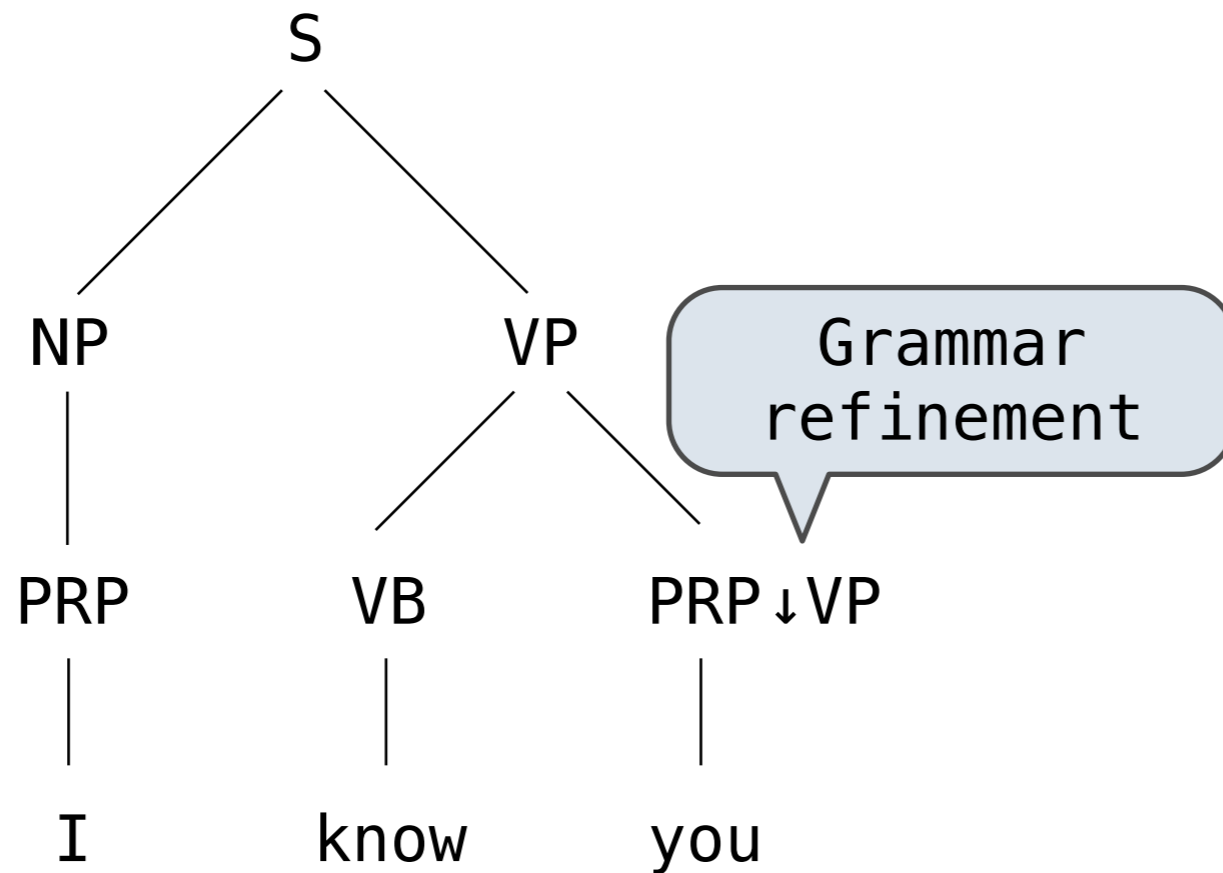 S
NP VP
Grammar
refinement
PRP VB PRP↓VP
I know you